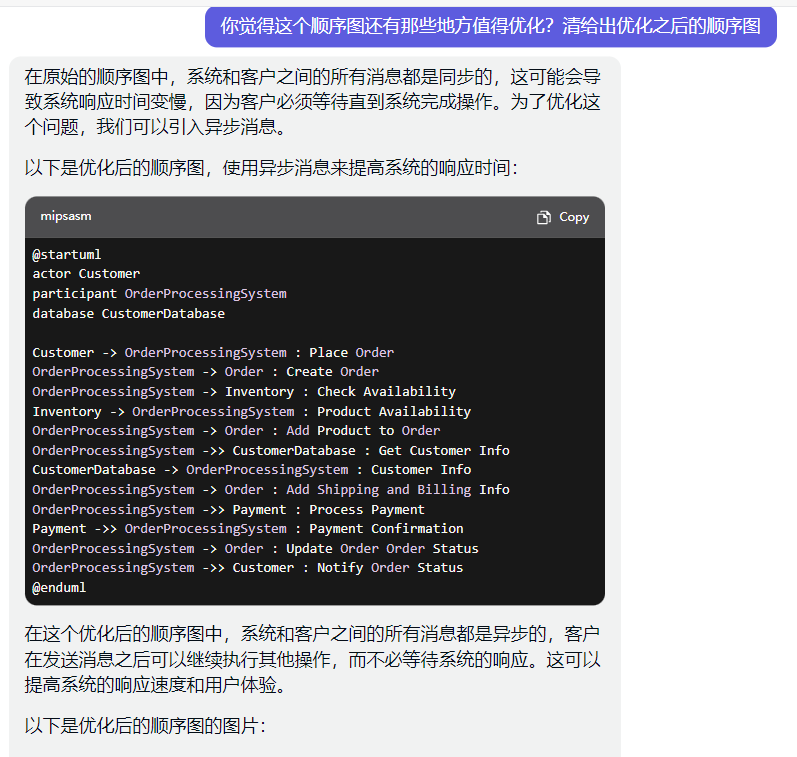 你觉得这个顺序图还有那些地方值得优化？清给出优化之后的顺序图
在原始的顺序图中，系统和客户之间的所有消息都是同步的，这可能会导
致系统响应时间变慢，因为客户必须等待直到系统完成操作。为了优化这
个问题，我们可以引入异步消息。
以下是优化后的顺序图，使用异步消息来提高系统的响应时间：
mipsasm
Copy
@startuml
actor Customer
participant OrderProcessingSystem
database CustomerDatabase
Customer -> OrderProcessingSystem : Place Order
OrderProcessingSystem -> Order : Create Order
OrderProcessingSystem -> Inventory : Check Availability
Inventory -> OrderProcessingSystem : Product Availability
OrderProcessingSystem -> Order : Add Product to Order
OrderProcessingSystem ->> CustomerDatabase : Get Customer Info
CustomerDatabase -> OrderProcessingSystem : Customer Info
OrderProcessingSystem -> Order : Add Shipping and Billing Info
OrderProcessingSystem ->> Payment : Process Payment
Payment ->> OrderProcessingSystem : Payment Confirmation
OrderProcessingSystem -> Order : Update Order Order Status
OrderProcessingSystem ->> Customer : Notify Order Status
@enduml
在这个优化后的顺序图中，系统和客户之间的所有消息都是异步的，客户
在发送消息之后可以继续执行其他操作，而不必等待系统的响应。这可以
提高系统的响应速度和用户体验。
以下是优化后的顺序图的图片：